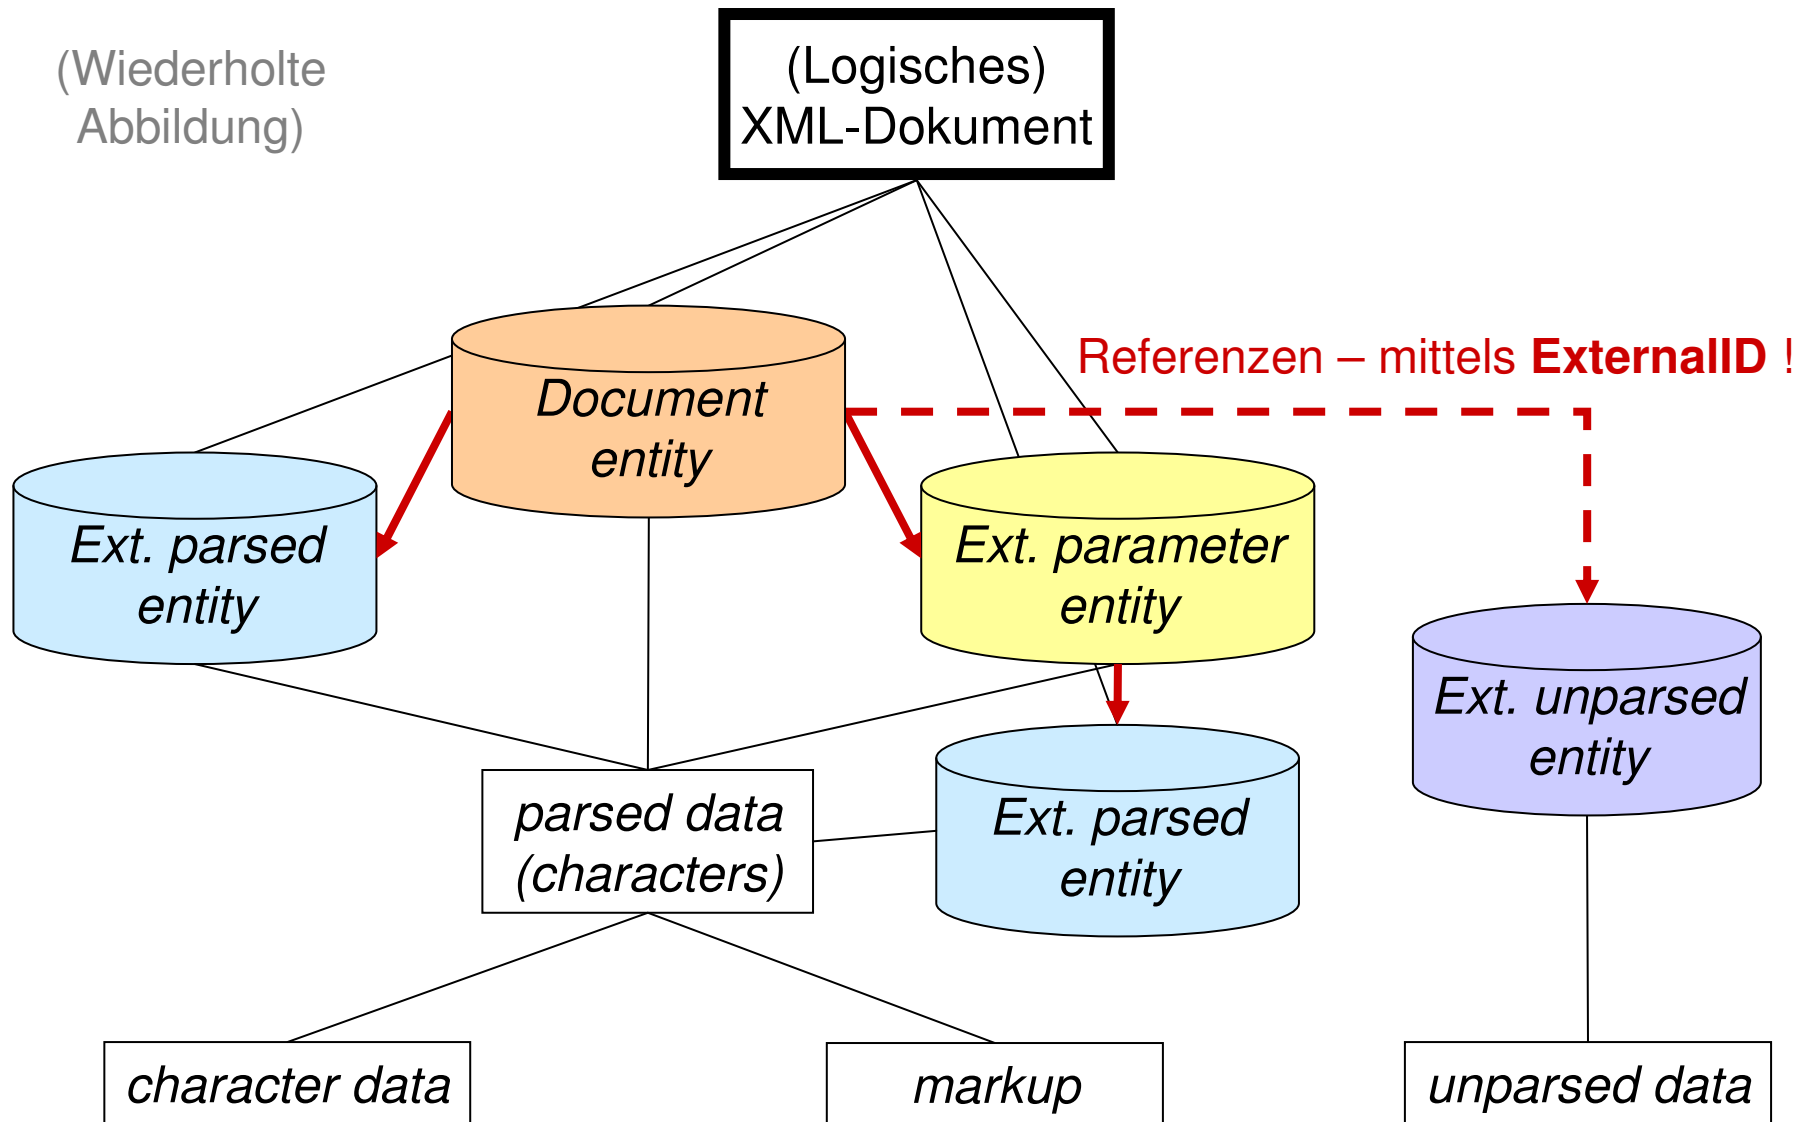 (Wiederholte
Abbildung)
(Logisches)
XML-Dokument
Referenzen – mittels ExternalID !
Document
entity
Ext. parsed
entity
Ext. parameter
entity
Ext. unparsed
entity
parsed data
(characters)
Ext. parsed
entity
character data
markup
unparsed data